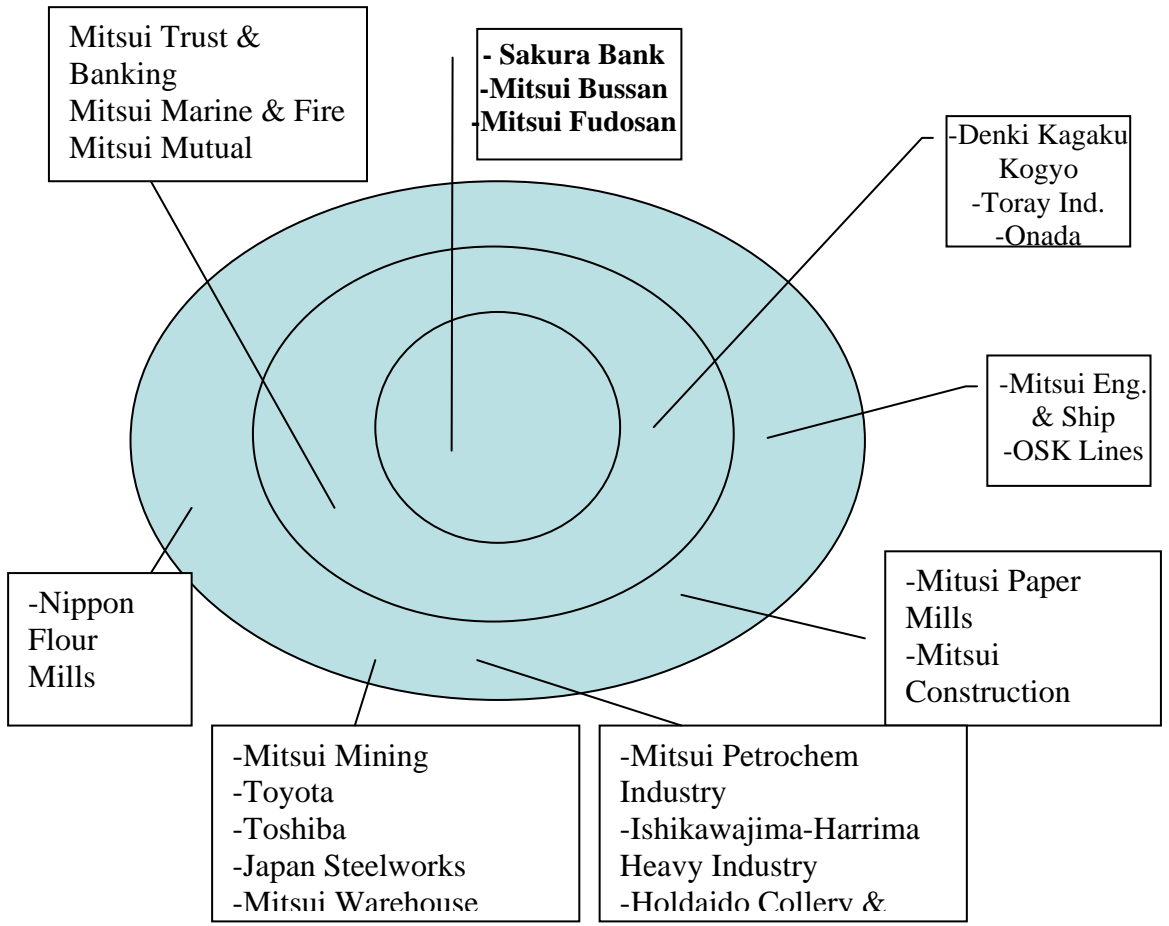 Mitsui Trust &
Banking
Mitsui Marine & Fire
Mitsui Mutual
- Sakura Bank
-Mitsui Bussan
-Mitsui Fudosan
-Denki Kagaku
Kogyo
-Toray Ind.
-Onada
-Mitsui Eng.
& Ship
-OSK Lines
-Mitusi Paper
Mills
-Mitsui
Construction
-Nippon
Flour
Mills
-Mitsui Mining
-Toyota
-Toshiba
-Japan Steelworks
-Mitsui Warehouse
-Mitsui Petrochem
Industry
-Ishikawajima-Harrima
Heavy Industry
-Holdaido Collery &